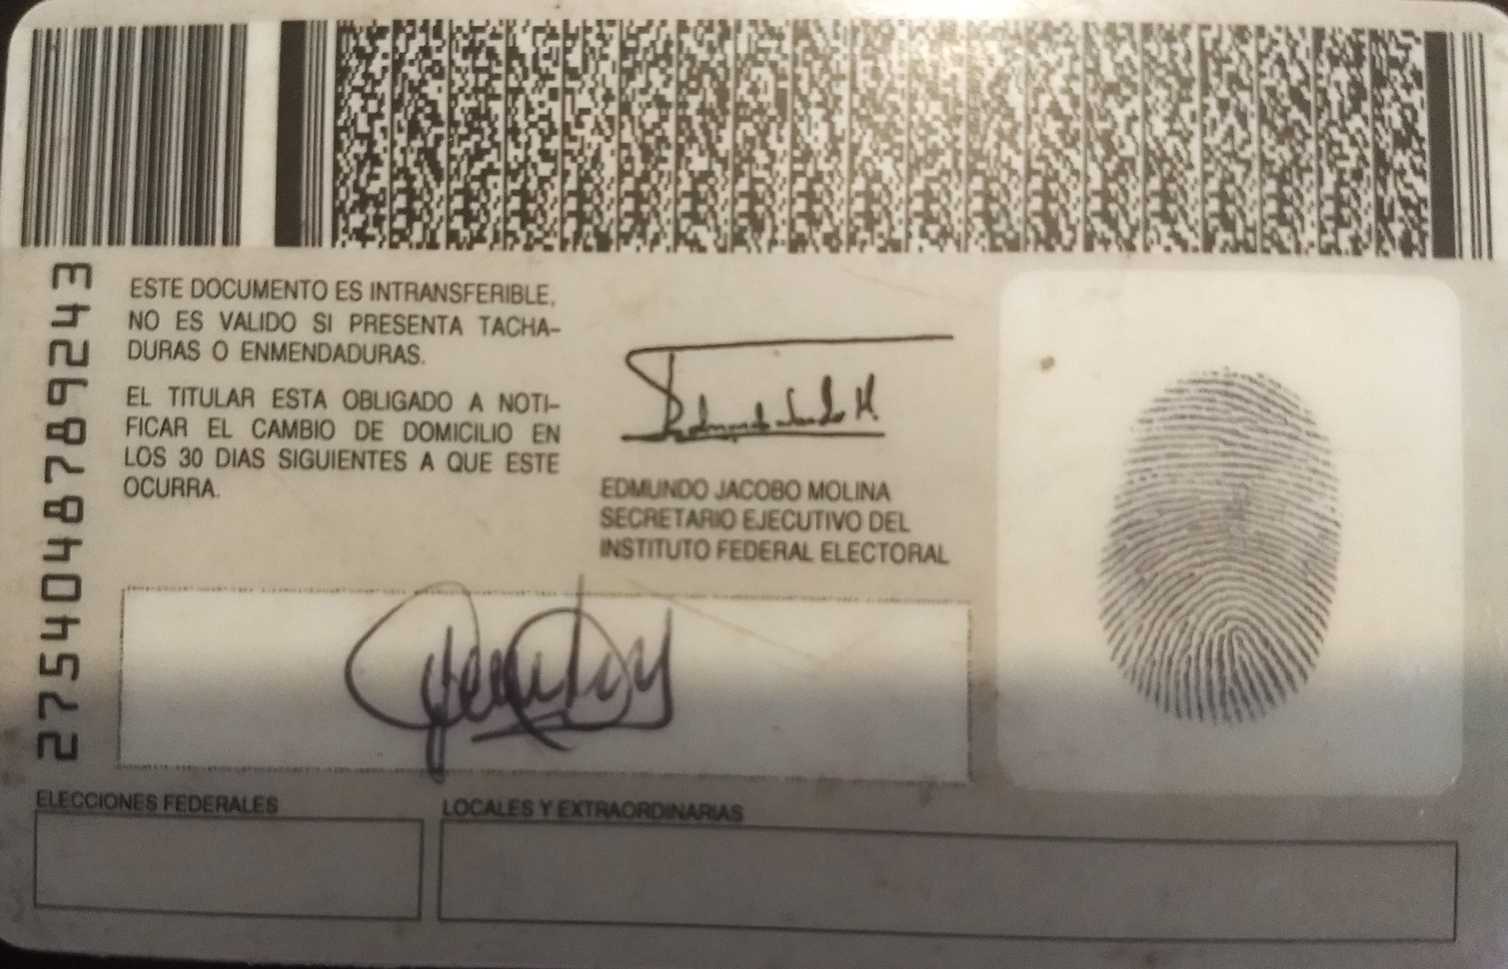 2754048789243
ESTE DOCUMENTO ES INTRANSFERIBLE,
NO ES VALIDO SI PRESENTA TACHA-
DURAS O ENMENDADURAS.
EL TITULAR ESTA OBLIGADO A NOTI-
FICAR EL CAMBIO DE DOMICILIO EN
LOS 30 DIAS SIGUIENTES A QUE ESTE
OCURRA.
EDMUNDO JACOBO MOLINA
SECRETARIO EJECUTIVO DEL
INSTITUTO FEDERAL ELECTORAL
ELECCIONES FEDERALES
LOCALES Y EXTRAORDINARIAS